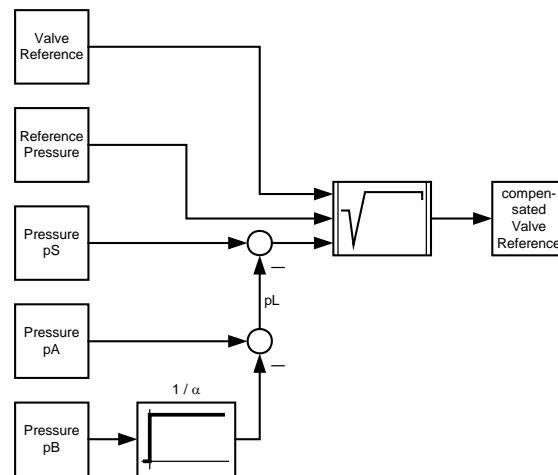 Valve
Reference
Reference
Pressure
Pressure
pS
Pressure
pA
Pressure
pB
1 / α
pL
—
—
compen-
sated
Valve
Reference